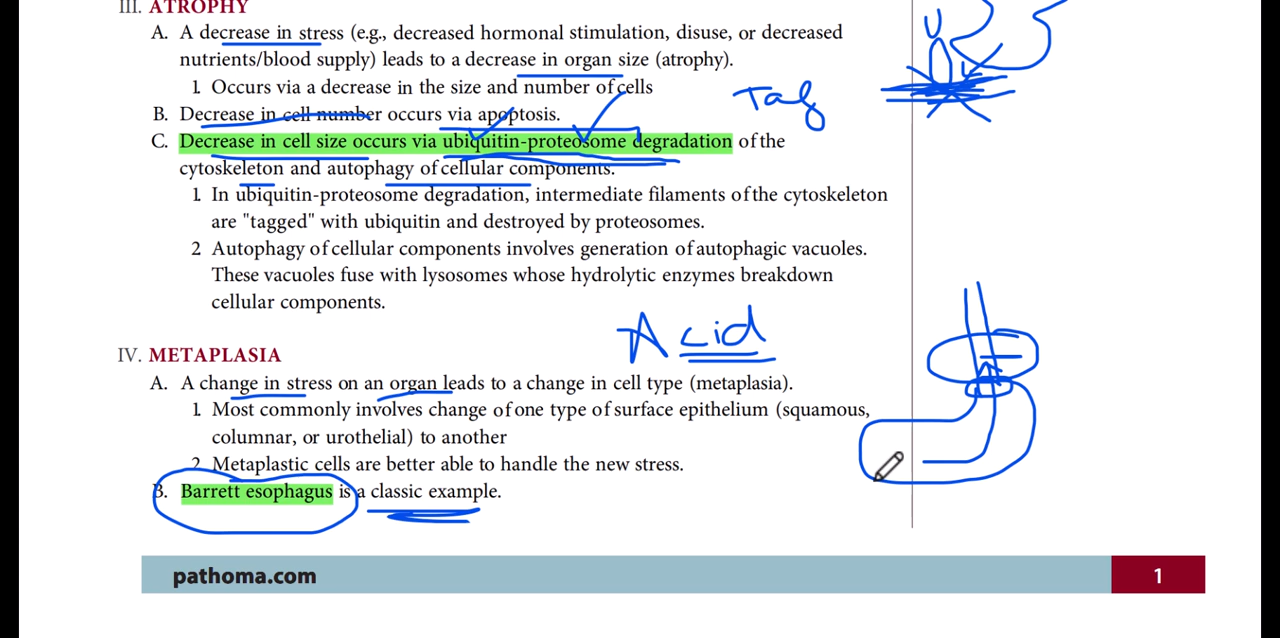 III. ATROPHY
A. A decrease in stress (e.g., decreased hormonal stimulation, disuse, or decreased
nutrients/blood supply) leads to a decrease in organ size (atrophy).
1. Occurs via a decrease in the size and number of cells
B. Decrease in cell number occurs via apoptosis.
Tag
C. Decrease in cell size occurs via ubiquitin-proteosome degradation of the
cytoskeleton and autophagy of cellular components.
1. In ubiquitin-proteosome degradation, intermediate filaments of the cytoskeleton
are "tagged" with ubiquitin and destroyed by proteosomes.
2 Autophagy of cellular components involves generation of autophagic vacuoles.
These vacuoles fuse with lysosomes whose hydrolytic enzymes breakdown
cellular components.
Acid
IV. METAPLASIA
A. A change in stress on an organ leads to a change in cell type (metaplasia).
1. Most commonly involves change of one type of surface epithelium (squamous,
columnar, or urothelial) to another
2. Metaplastic cells are better able to handle the new stress.
B. Barrett esophagus is a classic example.
pathoma.com
1